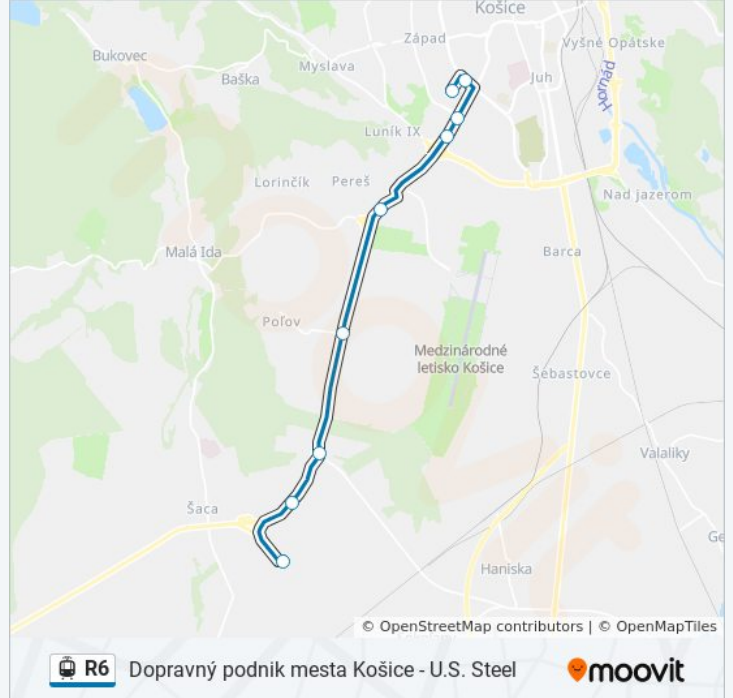 Košice
Západ
Vyšné Opátske
Bukovec
Myslava
Baška
Juh
Hornád
Luník IX
Lorinčík
Pereš
Nad jazerom
Malá Ida
Barca
Poľov
Medzinárodné
letisko Košice
Šebastovce
Valaliky
Šaca
Ge
Haniska
© OpenStreetMap contributors | © OpenMapTiles
R6 Dopravný podnik mesta Košice - U.S. Steel
moovit